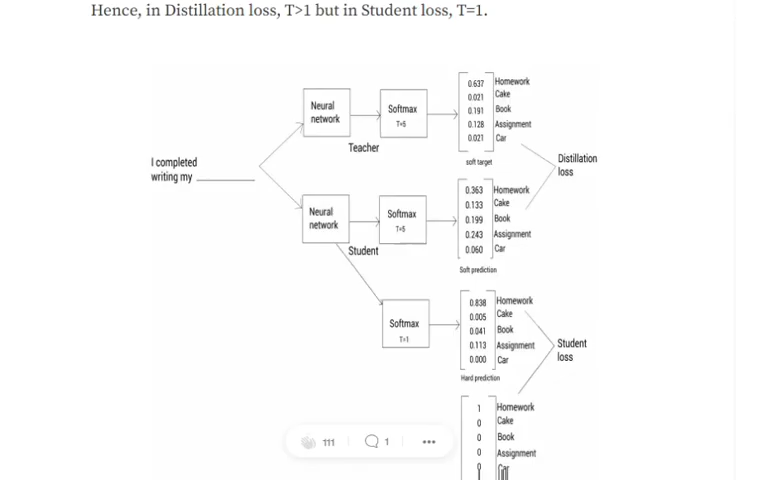 Hence, in Distillation loss, T>1 but in Student loss, T=1.
I completed
writing my ________
Neural
network
Softmax
T=5
Teacher
0.637 Homework
0.021 Cake
0.191 Book
0.128 Assignment
0.021 Car
soft target
Distillation
loss
Neural
network
Softmax
T=5
Student
0.363 Homework
0.133 Cake
0.199 Book
0.243 Assignment
0.060 Car
Soft prediction
Softmax
T=1
0.838 Homework
0.005 Cake
0.041 Book
0.113 Assignment
0.000 Car
Hard prediction
Student
loss
1 Homework
0 Cake
0 Book
0 Assignment
0 Car
111
1